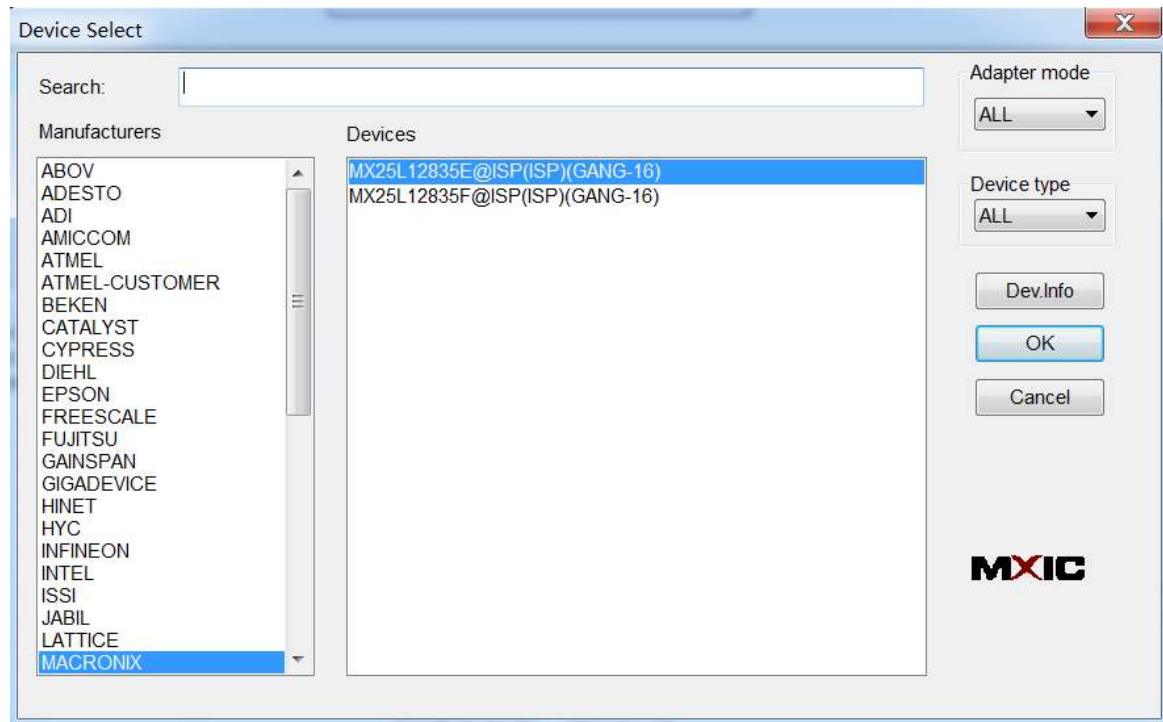 Device Select
Search:
Adapter mode
ALL
Manufacturers
Devices
ABOV
ADESTO
ADI
AMICCOM
ATMEL
ATMEL-CUSTOMER
BEKEN
CATALYST
CYPRESS
DIEHL
EPSON
FREESCALE
FUJITSU
GAINSPAN
GIGADEVICE
HINET
HYC
INFINEON
INTEL
ISSI
JABIL
LATTICE
MACRONIX
MX25L12835E@ISP(ISP)(GANG-16)
MX25L12835F@ISP(ISP)(GANG-16)
Device type
ALL
Dev.Info
OK
Cancel
MXIC